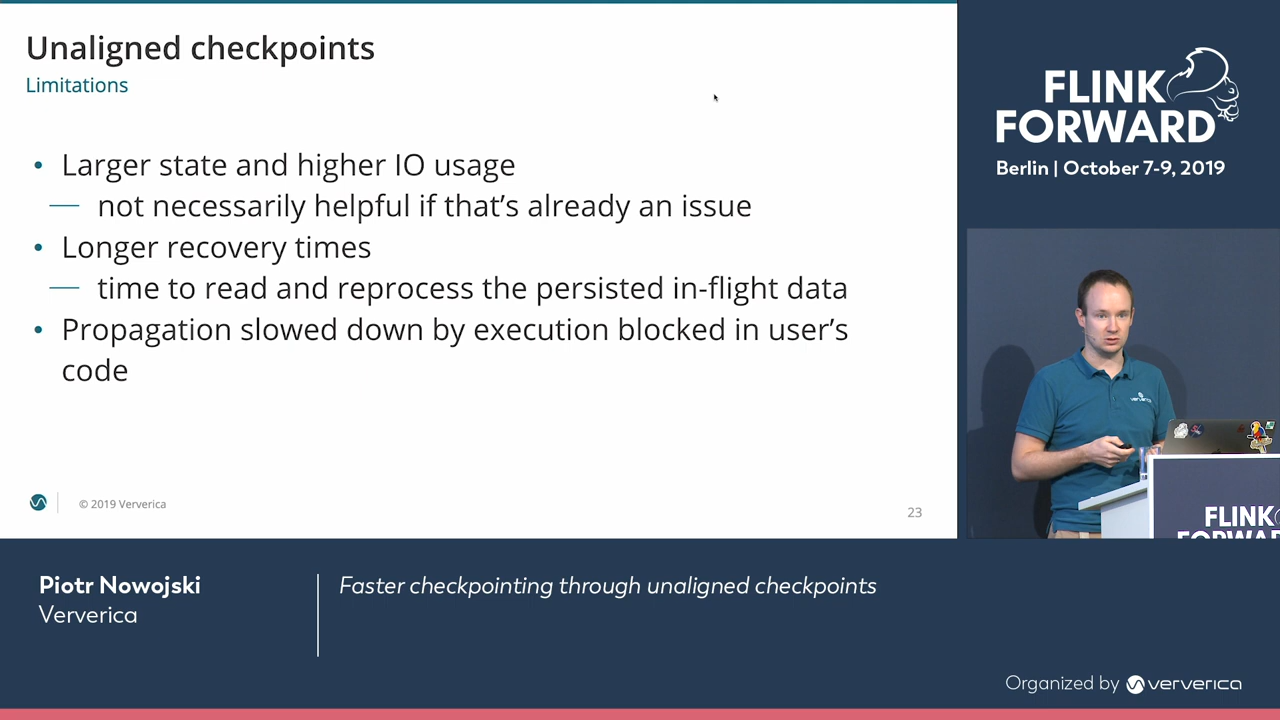 Unaligned checkpoints
Limitations
• Larger state and higher IO usage
— not necessarily helpful if that's already an issue
• Longer recovery times
— time to read and reprocess the persisted in-flight data
• Propagation slowed down by execution blocked in user's
code
© 2019 Ververica
23
FLINK
FORWARD
Berlin | October 7-9, 2019
ververica
FLINK
FORWARD
Piotr Nowojski
Ververica
Faster checkpointing through unaligned checkpoints
Organized by ververica